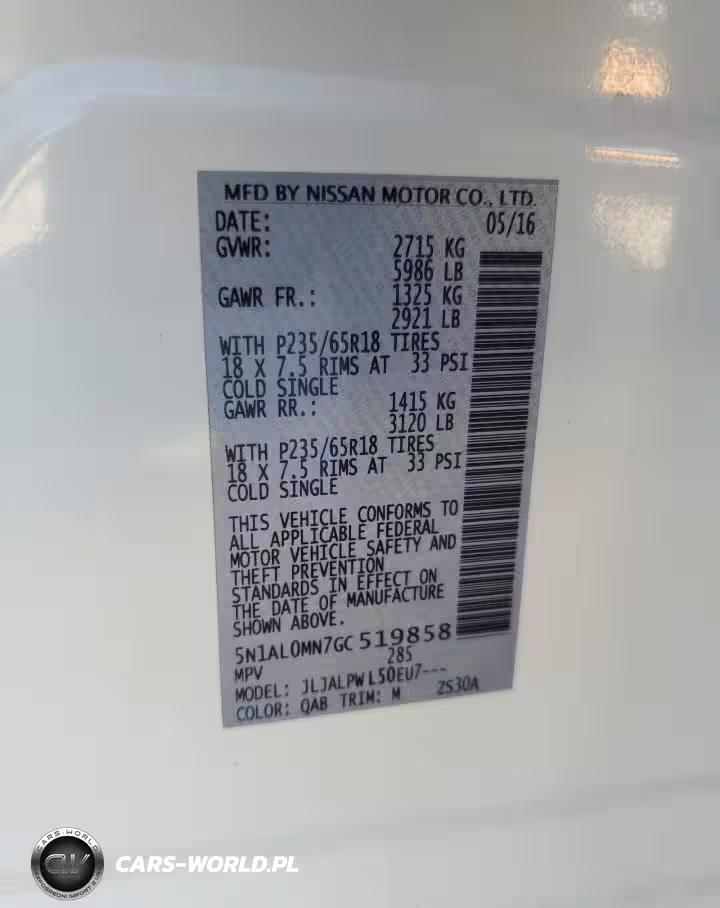 MFD BY NISSAN MOTOR CO., LTD.
DATE: 05/16
GVWR: 2715 KG
5986 LB
GAWR FR.: 1325 KG
2921 LB
WITH P235/65R18 TIRES
18 X 7.5 RIMS AT 33 PSI
COLD SINGLE
GAWR RR.: 1415 KG
3120 LB
WITH P235/65R18 TIRES
18 X 7.5 RIMS AT 33 PSI
COLD SINGLE
THIS VEHICLE CONFORMS TO
ALL APPLICABLE FEDERAL
MOTOR VEHICLE SAFETY AND
THEFT PREVENTION
STANDARDS IN EFFECT ON
THE DATE OF MANUFACTURE
SHOWN ABOVE.
5N1AL0MN7GC519858
MPV 285
MODEL: JLJALPWL50EU7---
COLOR: QAB TRIM: M ZS30A
CARS-WORLD
CW
CARS-WORLD.PL